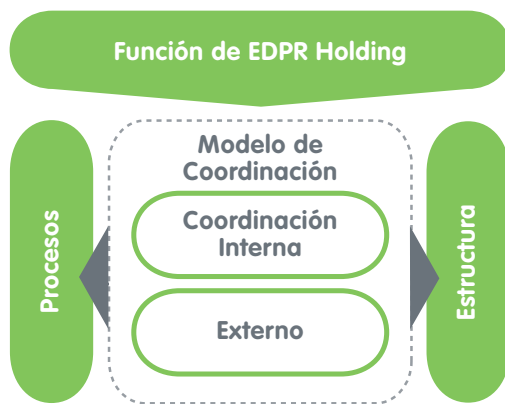 Función de EDPR Holding
Modelo de
Coordinación
Coordinación
Interna
Externo
Procesos
Estructura